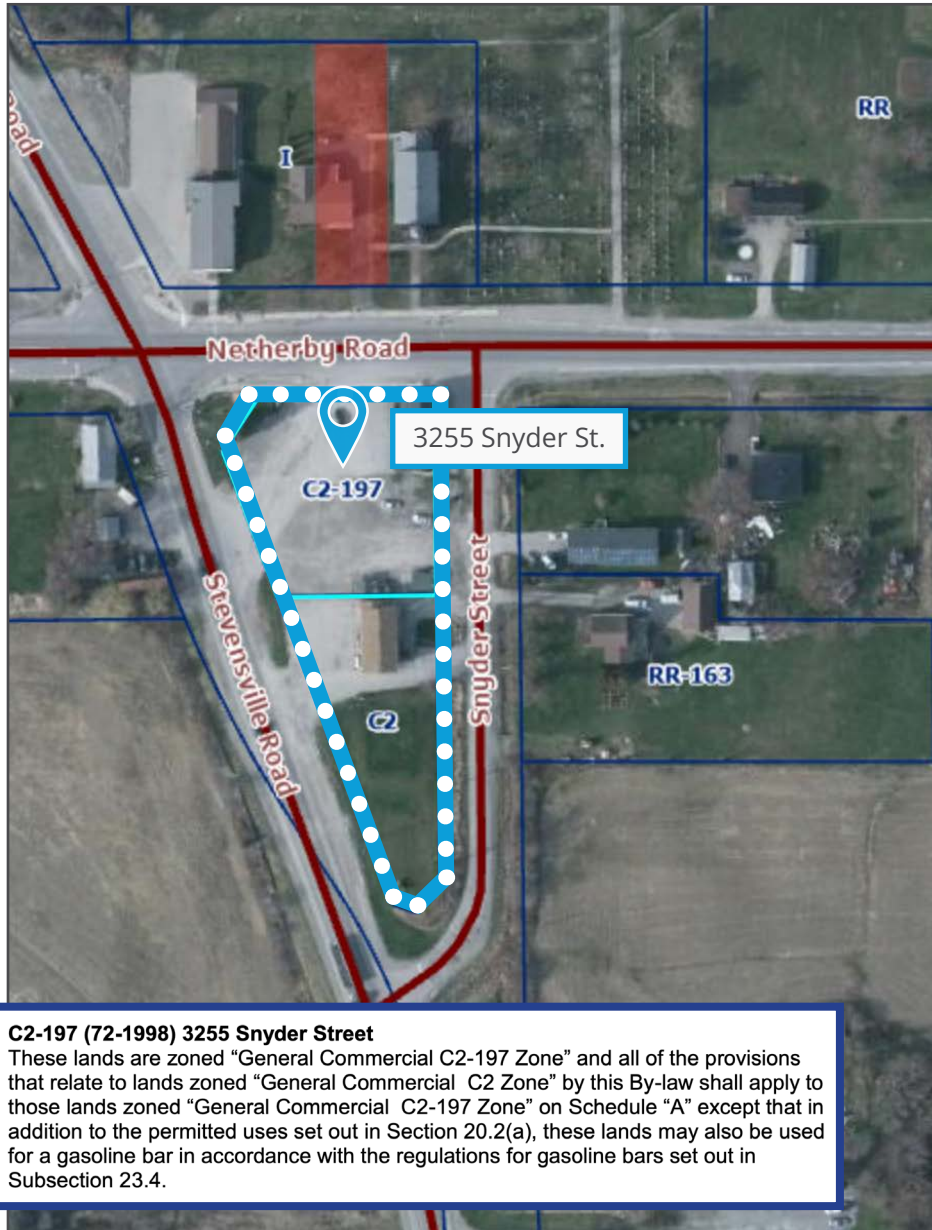 Road
I
RR
Netherby Road
3255 Snyder St.
C2-197
Stevensville Road
Snyder Street
RR-163
C2
C2-197 (72-1998) 3255 Snyder Street
These lands are zoned “General Commercial C2-197 Zone” and all of the provisions
that relate to lands zoned “General Commercial  C2 Zone” by this By-law shall apply to
those lands zoned “General Commercial  C2-197 Zone” on Schedule “A” except that in
addition to the permitted uses set out in Section 20.2(a), these lands may also be used
for a gasoline bar in accordance with the regulations for gasoline bars set out in
Subsection 23.4.